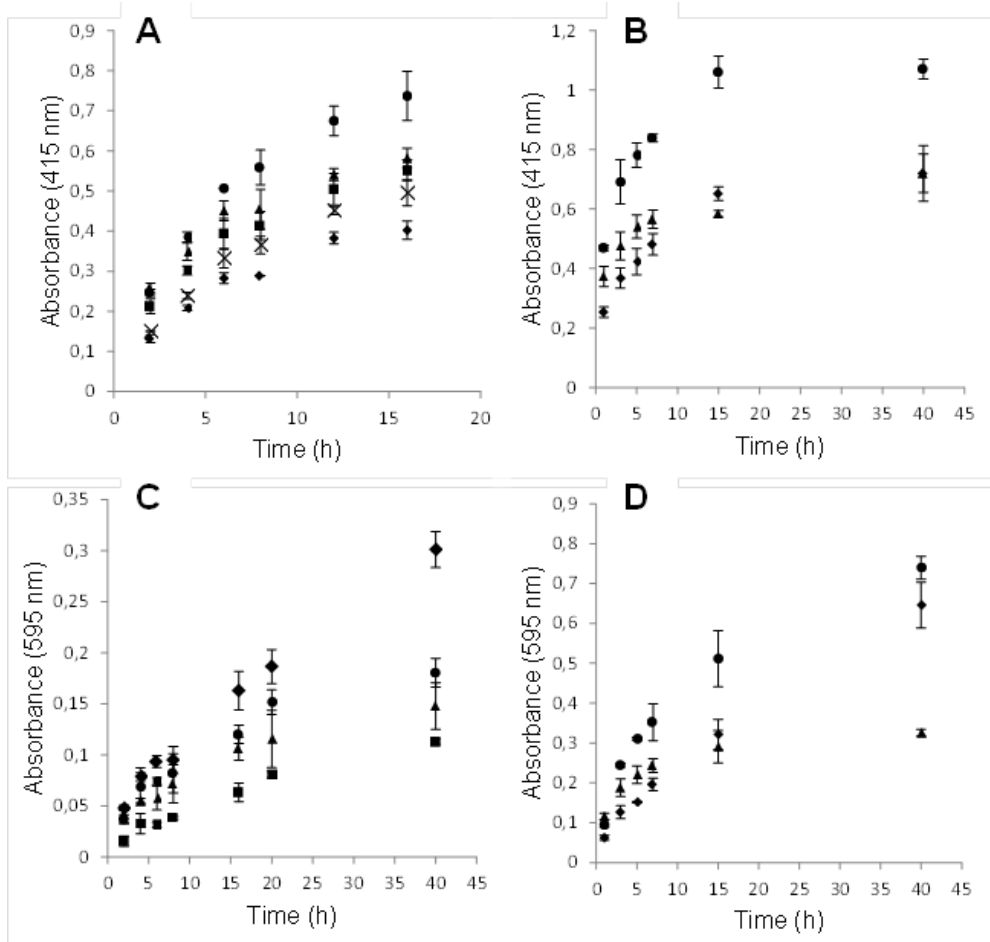 A
Absorbance (415 nm)
0,9
0,8
0,7
0,6
0,5
0,4
0,3
0,2
0,1
0
0 5 10 15 20
Time (h)
B
Absorbance (415 nm)
1,2
1
0,8
0,6
0,4
0,2
0
0 5 10 15 20 25 30 35 40 45
Time (h)
C
Absorbance (595 nm)
0,35
0,3
0,25
0,2
0,15
0,1
0,05
0
0 5 10 15 20 25 30 35 40 45
Time (h)
D
Absorbance (595 nm)
0,9
0,8
0,7
0,6
0,5
0,4
0,3
0,2
0,1
0
0 5 10 15 20 25 30 35 40 45
Time (h)